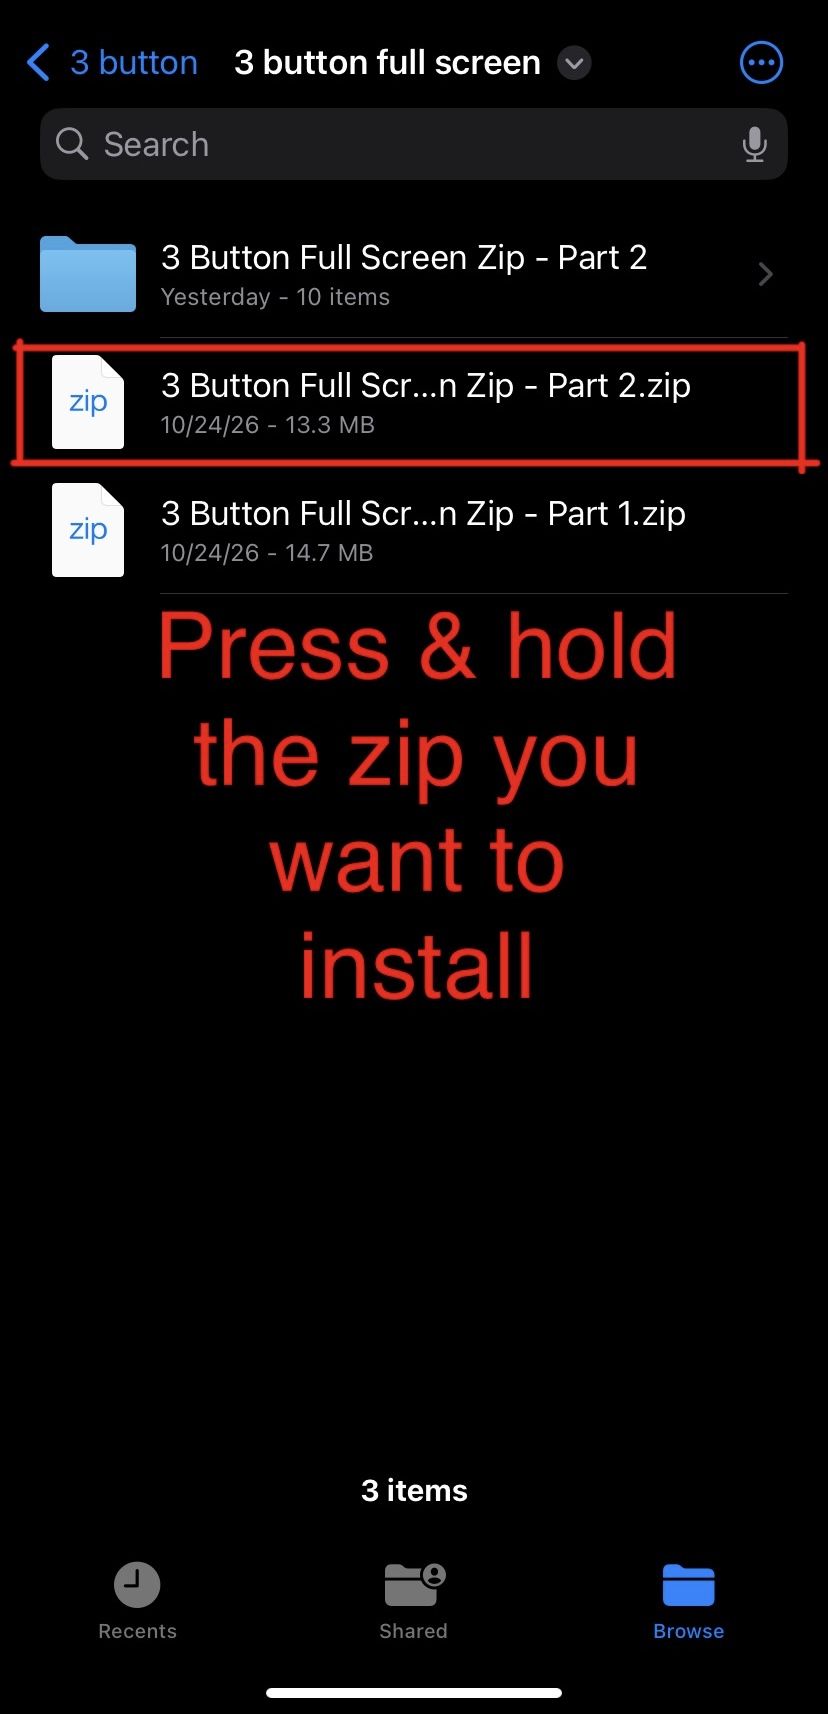 3 button
3 button full screen
Search
3 Button Full Screen Zip - Part 2
Yesterday - 10 items
zip
3 Button Full Scr...n Zip - Part 2.zip
10/24/26 - 13.3 MB
zip
3 Button Full Scr...n Zip - Part 1.zip
10/24/26 - 14.7 MB
Press & hold
the zip you
want to
install
3 items
Recents
Shared
Browse